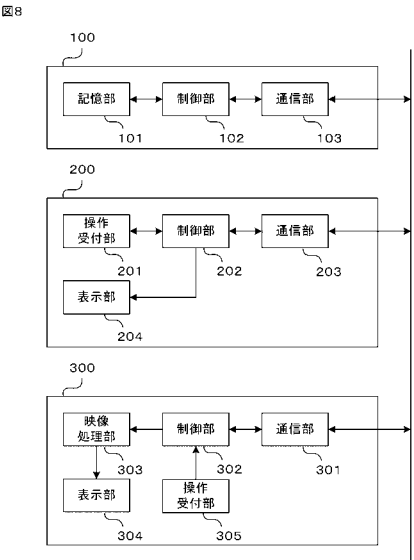 図8
100
記憶部
制御部
通信部
101
102
103
200
操作
受付部
制御部
通信部
201
202
203
表示部
204
300
映像
処理部
制御部
通信部
303
302
301
表示部
操作
受付部
304
305